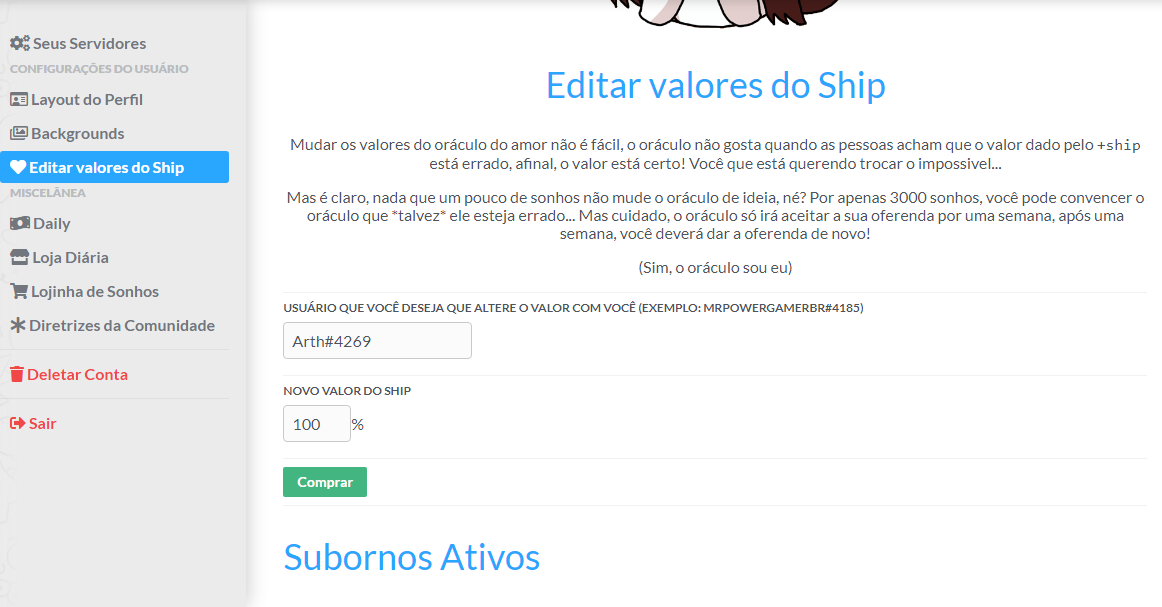 Seus Servidores
CONFIGURAÇÕES DO USUÁRIO
Layout do Perfil
Backgrounds
Editar valores do Ship
MISCELÂNEA
Daily
Loja Diária
Lojinha de Sonhos
Diretrizes da Comunidade
Deletar Conta
Sair
Editar valores do Ship
Mudar os valores do oráculo do amor não é fácil, o oráculo não gosta quando as pessoas acham que o valor dado pelo +ship
está errado, afinal, o valor está certo! Você que está querendo trocar o impossivel...
Mas é claro, nada que um pouco de sonhos não mude o oráculo de ideia, né? Por apenas 3000 sonhos, você pode convencer o
oráculo que *talvez* ele esteja errado... Mas cuidado, o oráculo só irá aceitar a sua oferenda por uma semana, após uma
semana, você deverá dar a oferenda de novo!
(Sim, o oráculo sou eu)
USUÁRIO QUE VOCÊ DESEJA QUE ALTERE O VALOR COM VOCÊ (EXEMPLO: MRPOWERGAMERBR#4185)
Arth#4269
NOVO VALOR DO SHIP
100 %
Comprar
Subornos Ativos